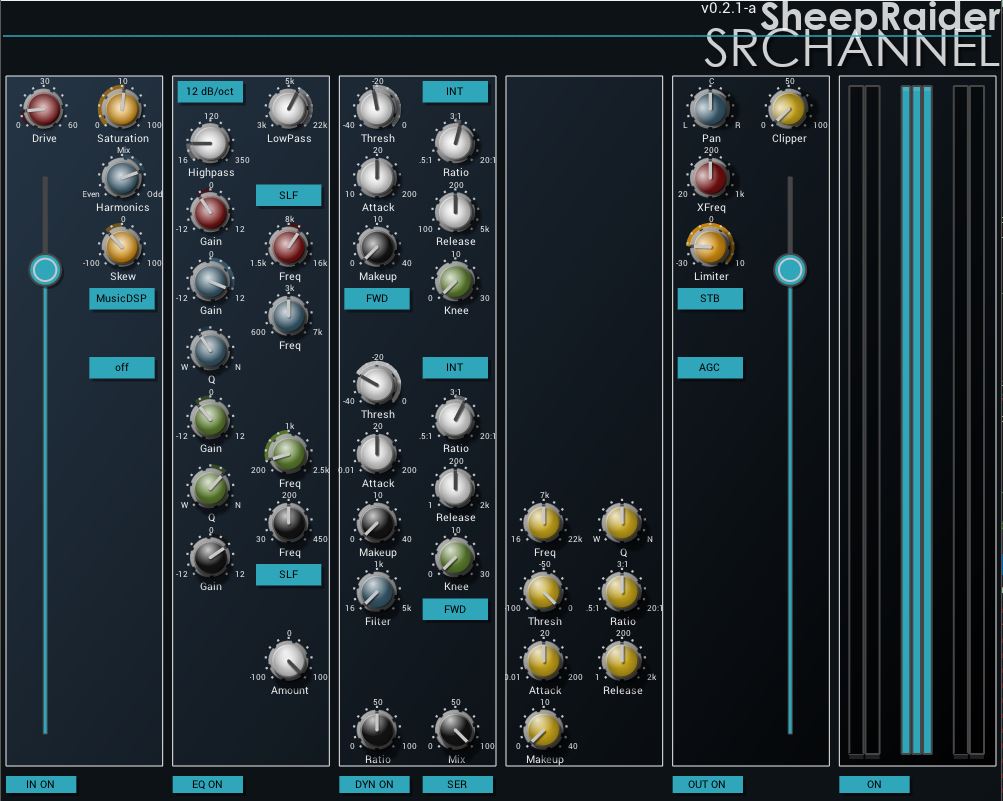 v0.2.1-a SheepRaider
SRCHANNEL
30
0 60
Drive
10
0 100
Saturation
Mix
Even Odd
Harmonics
0
-100 100
Skew
MusicDSP
off
IN ON
12 dB/oct
5k
3k 22k
LowPass
120
16 350
Highpass
SLF
0
-12 12
Gain
8k
1.5k 16k
Freq
0
-12 12
Gain
3k
600 7k
Freq
W N
Q
0
-12 12
Gain
1k
200 2.5k
Freq
W N
Q
200
30 450
Freq
0
-12 12
Gain
SLF
0
-100 100
Amount
EQ ON
-20
-40 0
Thresh
INT
3:1
.5:1 20:1
Ratio
20
10 200
Attack
200
100 5k
Release
10
0 40
Makeup
10
0 30
Knee
FWD
-20
-40 0
Thresh
INT
3:1
.5:1 20:1
Ratio
20
0.01 200
Attack
200
1 2k
Release
10
0 40
Makeup
10
0 30
Knee
1k
16 5k
Filter
FWD
50
0 100
Ratio
50
0 100
Mix
DYN ON
SER
7k
16 22k
Freq
W N
Q
-50
-100 0
Thresh
3:1
.5:1 20:1
Ratio
20
0.01 200
Attack
200
1 2k
Release
10
0 40
Makeup
C
L R
Pan
50
0 100
Clipper
200
20 1k
XFreq
0
-30 10
Limiter
STB
AGC
OUT ON
ON